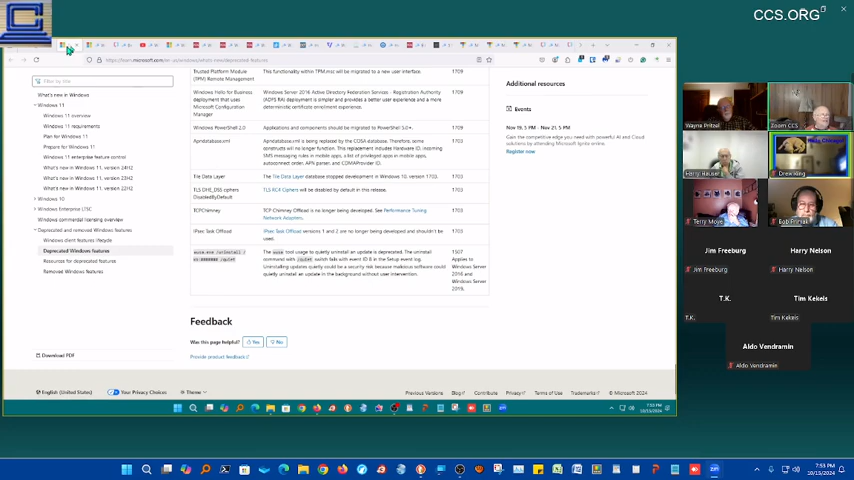 CCS.ORG
https://learn.microsoft.com/en-us/windows/whats-new/deprecated-features
Filter by title
What's new in Windows
Windows 11
Windows 11 overview
Windows 11 requirements
Plan for Windows 11
Prepare for Windows 11
Windows 11 enterprise feature control
What's new in Windows 11, version 24H2
What's new in Windows 11, version 23H2
What's new in Windows 11, version 22H2
Windows 10
Windows Enterprise LTSC
Windows commercial licensing overview
Deprecated and removed Windows features
Windows client features lifecycle
Deprecated Windows features
Resources for deprecated features
Removed Windows features
Download PDF
Trusted Platform Module
(TPM) Remote Management
This functionality within TPM.msc will be migrated to a new user interface.
1709
Windows Hello for Business
deployment that uses
Microsoft Configuration
Manager
Windows Server 2016 Active Directory Federation Services - Registration Authority
(ADFS RA) deployment is simpler and provides a better user experience and a more
deterministic certificate enrollment experience.
1709
Windows PowerShell 2.0
Applications and components should be migrated to PowerShell 5.0+.
1709
Apndatabase.xml
Apndatabase.xml is being replaced by the COSA database. Therefore, some
constructs will no longer function. This replacement includes Hardware ID, incoming
SMS messaging rules in mobile apps, a list of privileged apps in mobile apps,
autoconnect order, APN parser, and CDMAProvider ID.
1703
Tile Data Layer
The Tile Data Layer database stopped development in Windows 10, version 1703.
1703
TLS DHE_DSS ciphers
DisabledByDefault
TLS RC4 Ciphers will be disabled by default in this release.
1703
TCPChimney
TCP Chimney Offload is no longer being developed. See Performance Tuning
Network Adapters.
1703
IPsec Task Offload
IPsec Task Offload versions 1 and 2 are no longer being developed and shouldn't be
used.
1703
The wusa tool usage to quietly uninstall an update is deprecated. The uninstall
command with /quiet switch fails with event ID 8 in the Setup event log.
Uninstalling updates quietly could be a security risk because malicious software could
quietly uninstall an update in the background without user intervention.
1507
Applies to
Windows Server
2016 and
Windows Server
2019.
Additional resources
Events
Nov 19, 5 PM - Nov 21, 5 PM
Register now
Feedback
Was this page helpful?
Yes
No
Provide product feedback
English (United States)
Your Privacy Choices
Theme
Previous Versions
Blog
Contribute
Privacy
Terms of Use
Trademarks
© Microsoft 2024
7:53 PM
10/15/2024
Wayne Pritzel
Zoom CCS
Harry Hauser
Drew King
Terry Moye
Bob Frimark
Jim Freeburg
Jim Freeburg
Harry Nelson
Harry Nelson
T.K.
T.K.
Tim Kekeis
Tim Kekeis
Aldo Vendramin
Aldo Vendramin
7:53 PM
10/15/2024